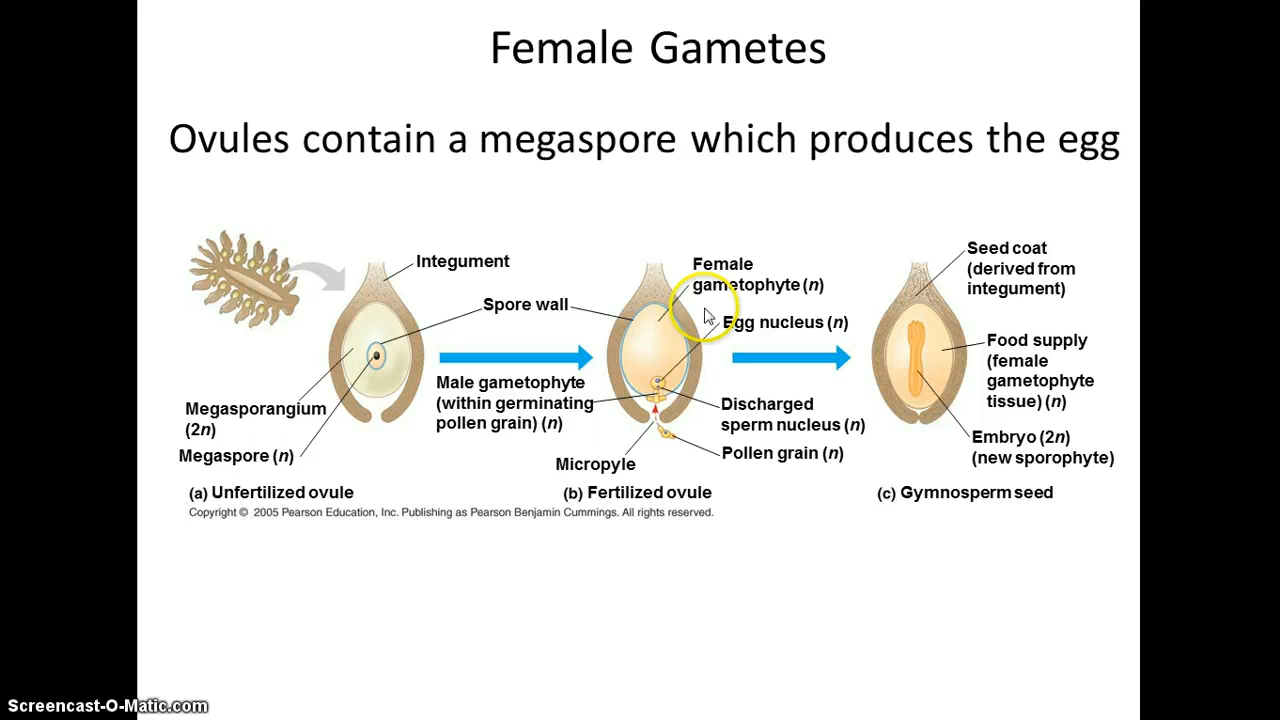 Female Gametes
Ovules contain a megaspore which produces the egg
Integument
Spore wall
Megasporangium
(2n)
Megaspore (n)
(a) Unfertilized ovule
Male gametophyte
(within germinating
pollen grain) (n)
Female
gametophyte (n)
Egg nucleus (n)
Discharged
sperm nucleus (n)
Pollen grain (n)
Micropyle
(b) Fertilized ovule
Seed coat
(derived from
integument)
Food supply
(female
gametophyte
tissue) (n)
Embryo (2n)
(new sporophyte)
(c) Gymnosperm seed
Copyright © 2005 Pearson Education, Inc. Publishing as Pearson Benjamin Cummings. All rights reserved.
Screencast-O-Matic.com